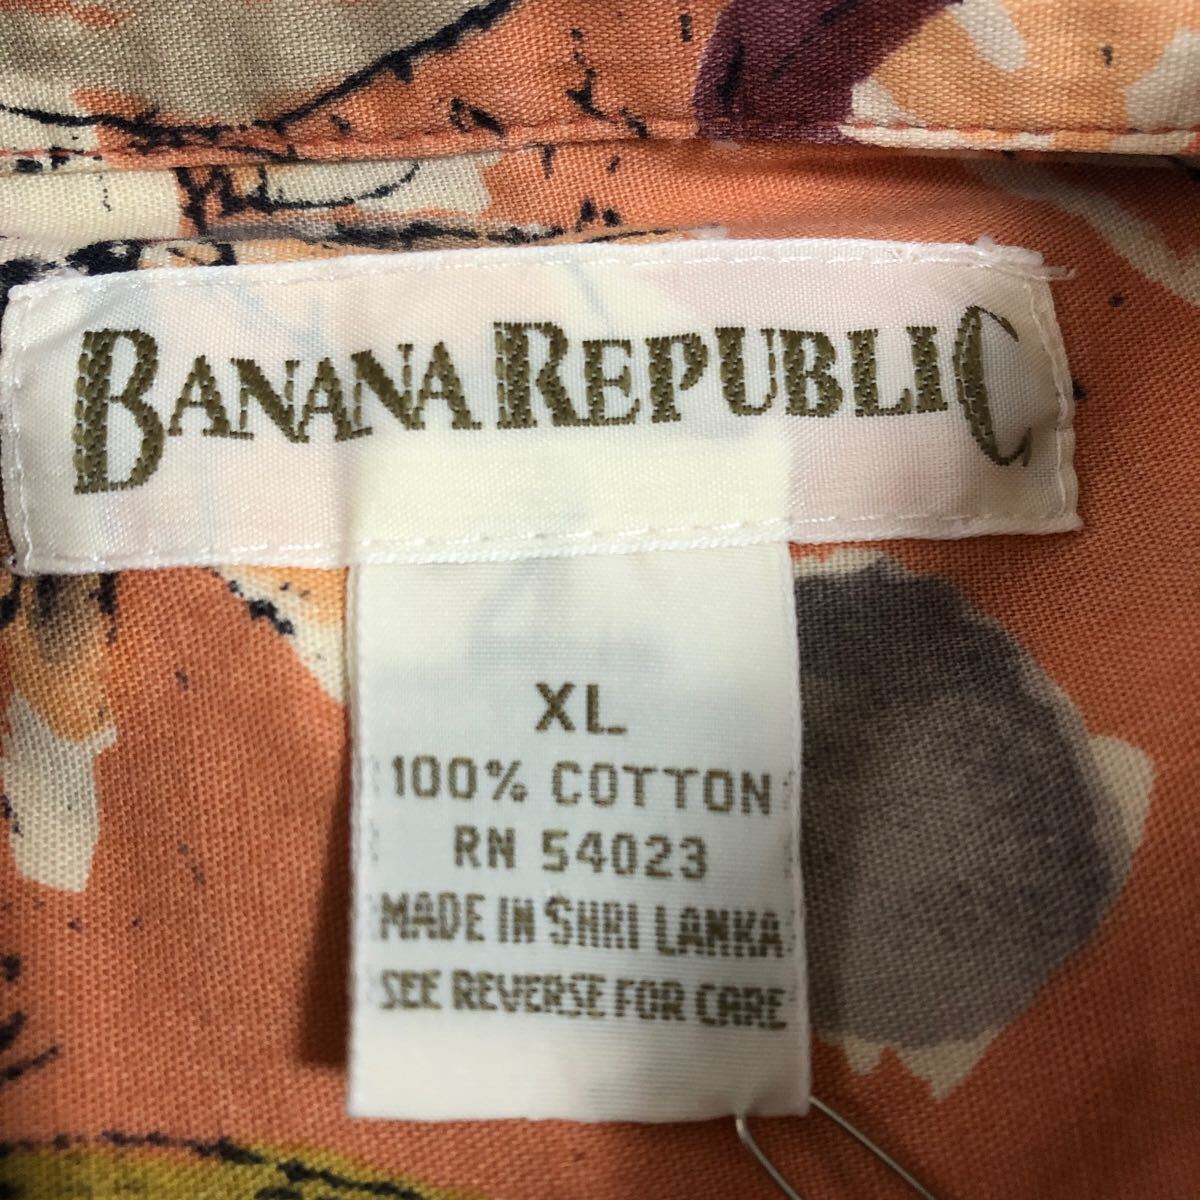 BANANA REPUBLIC
XL
100% COTTON
RN 54023
MADE IN SHRI LANKA
SEE REVERSE FOR CARE